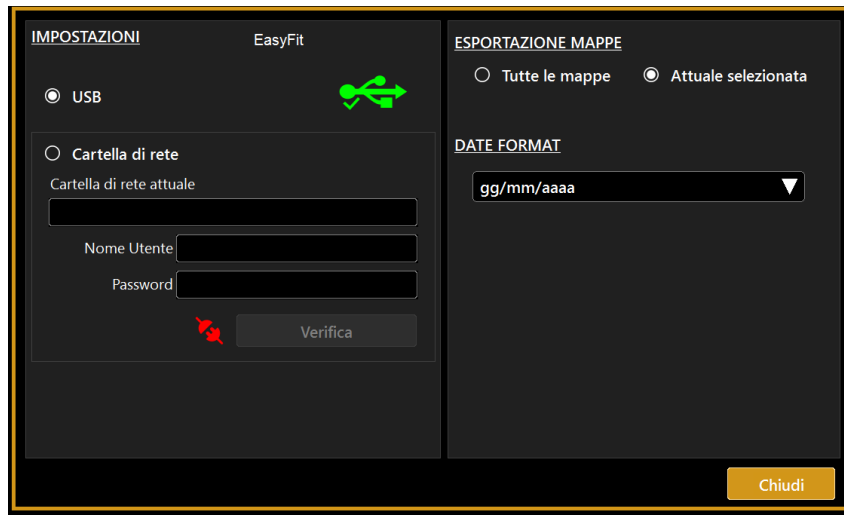 IMPOSTAZIONI EasyFit
USB
Cartella di rete
Cartella di rete attuale
Nome Utente
Password
Verifica
ESPORTAZIONE MAPPE
Tutte le mappe Attuale selezionata
DATE FORMAT
gg/mm/aaaa
Chiudi